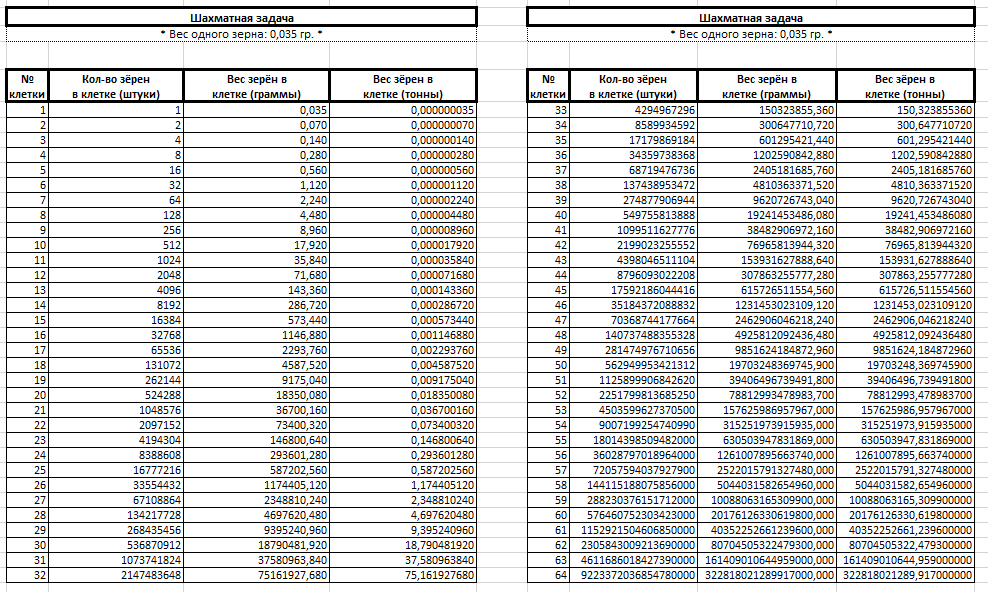 Шахматная задача
* Вес одного зерна: 0,035 гр. *
№ Кол-во зёрен Вес зерён в Вес зёрен в
клетки в клетке (штуки) клетке (граммы) клетке (тонны)
1 1 0,035 0,000000035
2 2 0,070 0,000000070
3 4 0,140 0,000000140
4 8 0,280 0,000000280
5 16 0,560 0,000000560
6 32 1,120 0,000001120
7 64 2,240 0,000002240
8 128 4,480 0,000004480
9 256 8,960 0,000008960
10 512 17,920 0,000017920
11 1024 35,840 0,000035840
12 2048 71,680 0,000071680
13 4096 143,360 0,000143360
14 8192 286,720 0,000286720
15 16384 573,440 0,000573440
16 32768 1146,880 0,001146880
17 65536 2293,760 0,002293760
18 131072 4587,520 0,004587520
19 262144 9175,040 0,009175040
20 524288 18350,080 0,018350080
21 1048576 36700,160 0,036700160
22 2097152 73400,320 0,073400320
23 4194304 146800,640 0,146800640
24 8388608 293601,280 0,293601280
25 16777216 587202,560 0,587202560
26 33554432 1174405,120 1,174405120
27 67108864 2348810,240 2,348810240
28 134217728 4697620,480 4,697620480
29 268435456 9395240,960 9,395240960
30 536870912 18790481,920 18,790481920
31 1073741824 37580963,840 37,580963840
32 2147483648 75161927,680 75,161927680
Шахматная задача
* Вес одного зерна: 0,035 гр. *
№ Кол-во зёрен Вес зерён в Вес зёрен в
клетки в клетке (штуки) клетке (граммы) клетке (тонны)
33 4294967296 150323855,360 150,323855360
34 8589934592 300647710,720 300,647710720
35 17179869184 601295421,440 601,295421440
36 34359738368 1202590842,880 1202,590842880
37 68719476736 2405181685,760 2405,181685760
38 137438953472 4810363371,520 4810,363371520
39 274877906944 9620726743,040 9620,726743040
40 549755813888 19241453486,080 19241,453486080
41 1099511627776 38482906972,160 38482,906972160
42 2199023255552 76965813944,320 76965,813944320
43 4398046511104 153931627888,640 153931,627888640
44 8796093022208 307863255777,280 307863,255777280
45 17592186044416 615726511554,560 615726,511554560
46 35184372088832 1231453023109,120 1231453,023109120
47 70368744177664 2462906046218,240 2462906,046218240
48 140737488355328 4925812092436,480 4925812,092436480
49 281474976710656 9851624184872,960 9851624,184872960
50 562949953421312 19703248369745,900 19703248,369745900
51 1125899906842620 39406496739491,800 39406496,739491800
52 2251799813685250 78812993478983,700 78812993,478983700
53 4503599627370500 157625986957967,000 157625986,957967000
54 9007199254740990 315251973915935,000 315251973,915935000
55 18014398509482000 630503947831869,000 630503947,831869000
56 36028797018964000 1261007895663740,000 1261007895,663740000
57 72057594037927900 2522015791327480,000 2522015791,327480000
58 144115188075856000 5044031582654960,000 5044031582,654960000
59 288230376151712000 10088063165309900,000 10088063165,309900000
60 576460752303423000 20176126330619800,000 20176126330,619800000
61 1152921504606850000 40352252661239600,000 40352252661,239600000
62 2305843009213690000 80704505322479300,000 80704505322,479300000
63 4611686018427390000 161409010644959000,000 161409010644,959000000
64 9223372036854780000 322818021289917000,000 322818021289,917000000